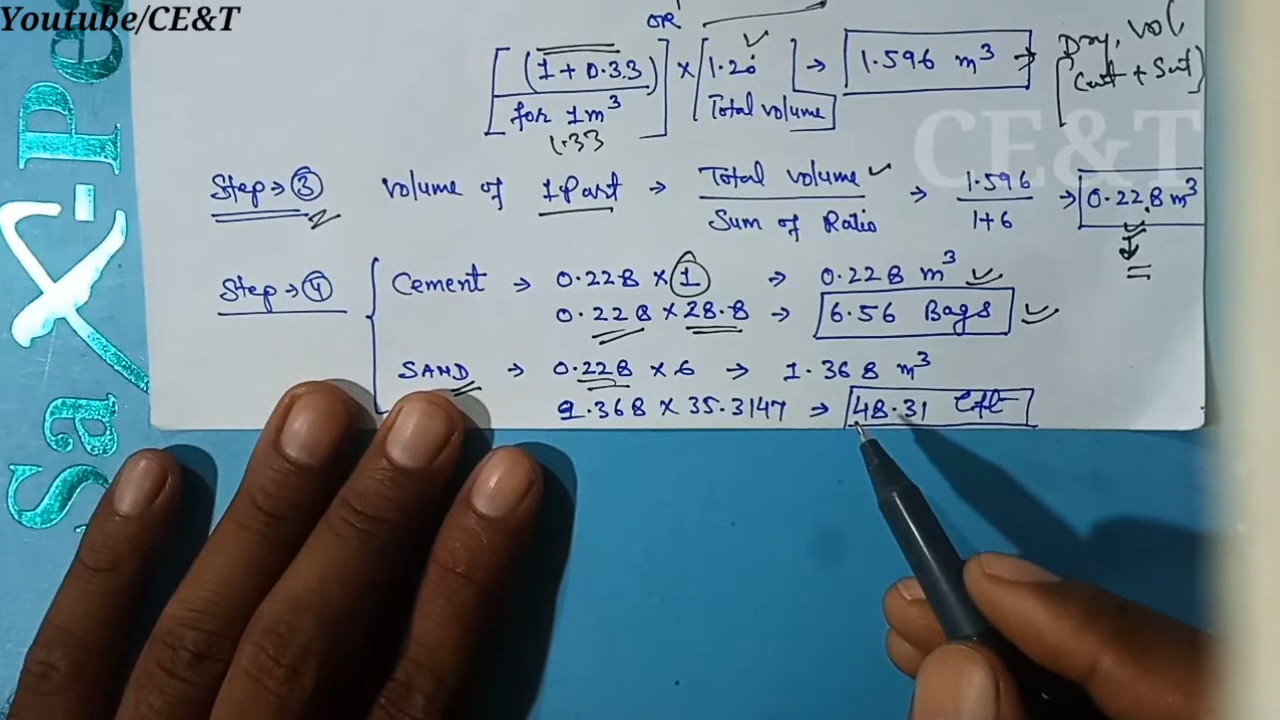 Youtube/CE&T
OR
[(1+0.33) / for 1m³] × [1.20 Total volume] → 1.596 m³ → Dry. Vol
1.33
[Cmt + Smt)
CE&T
Step → ③ Volume of 1 Part → Total volume / Sum of Ratio → 1.596 / 1+6 → 0.228 m³
Step → ④ { Cement → 0.228 × 1 → 0.228 m³
0.228 × 28.8 → 6.56 Bags
SAND → 0.228 × 6 → 1.368 m³
1.368 × 35.3147 → 48.31 Cft
Sa X-Pe